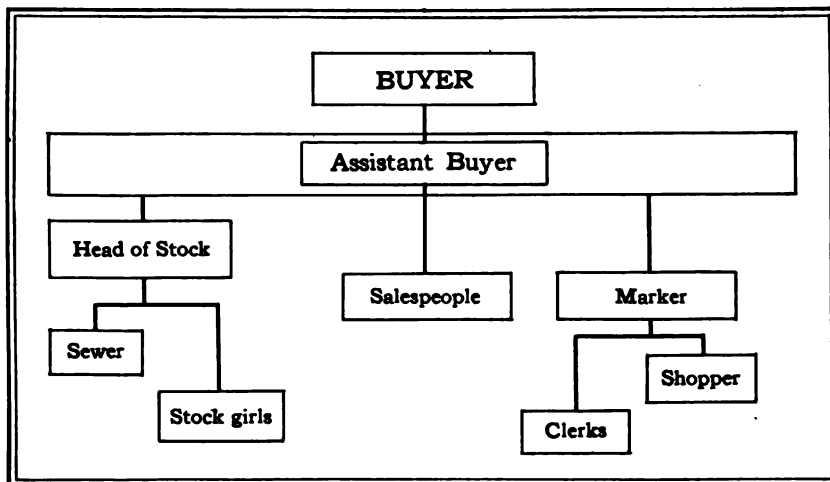 BUYER
Assistant Buyer
Head of Stock
Salespeople
Marker
Sewer
Shopper
Stock girls
Clerks